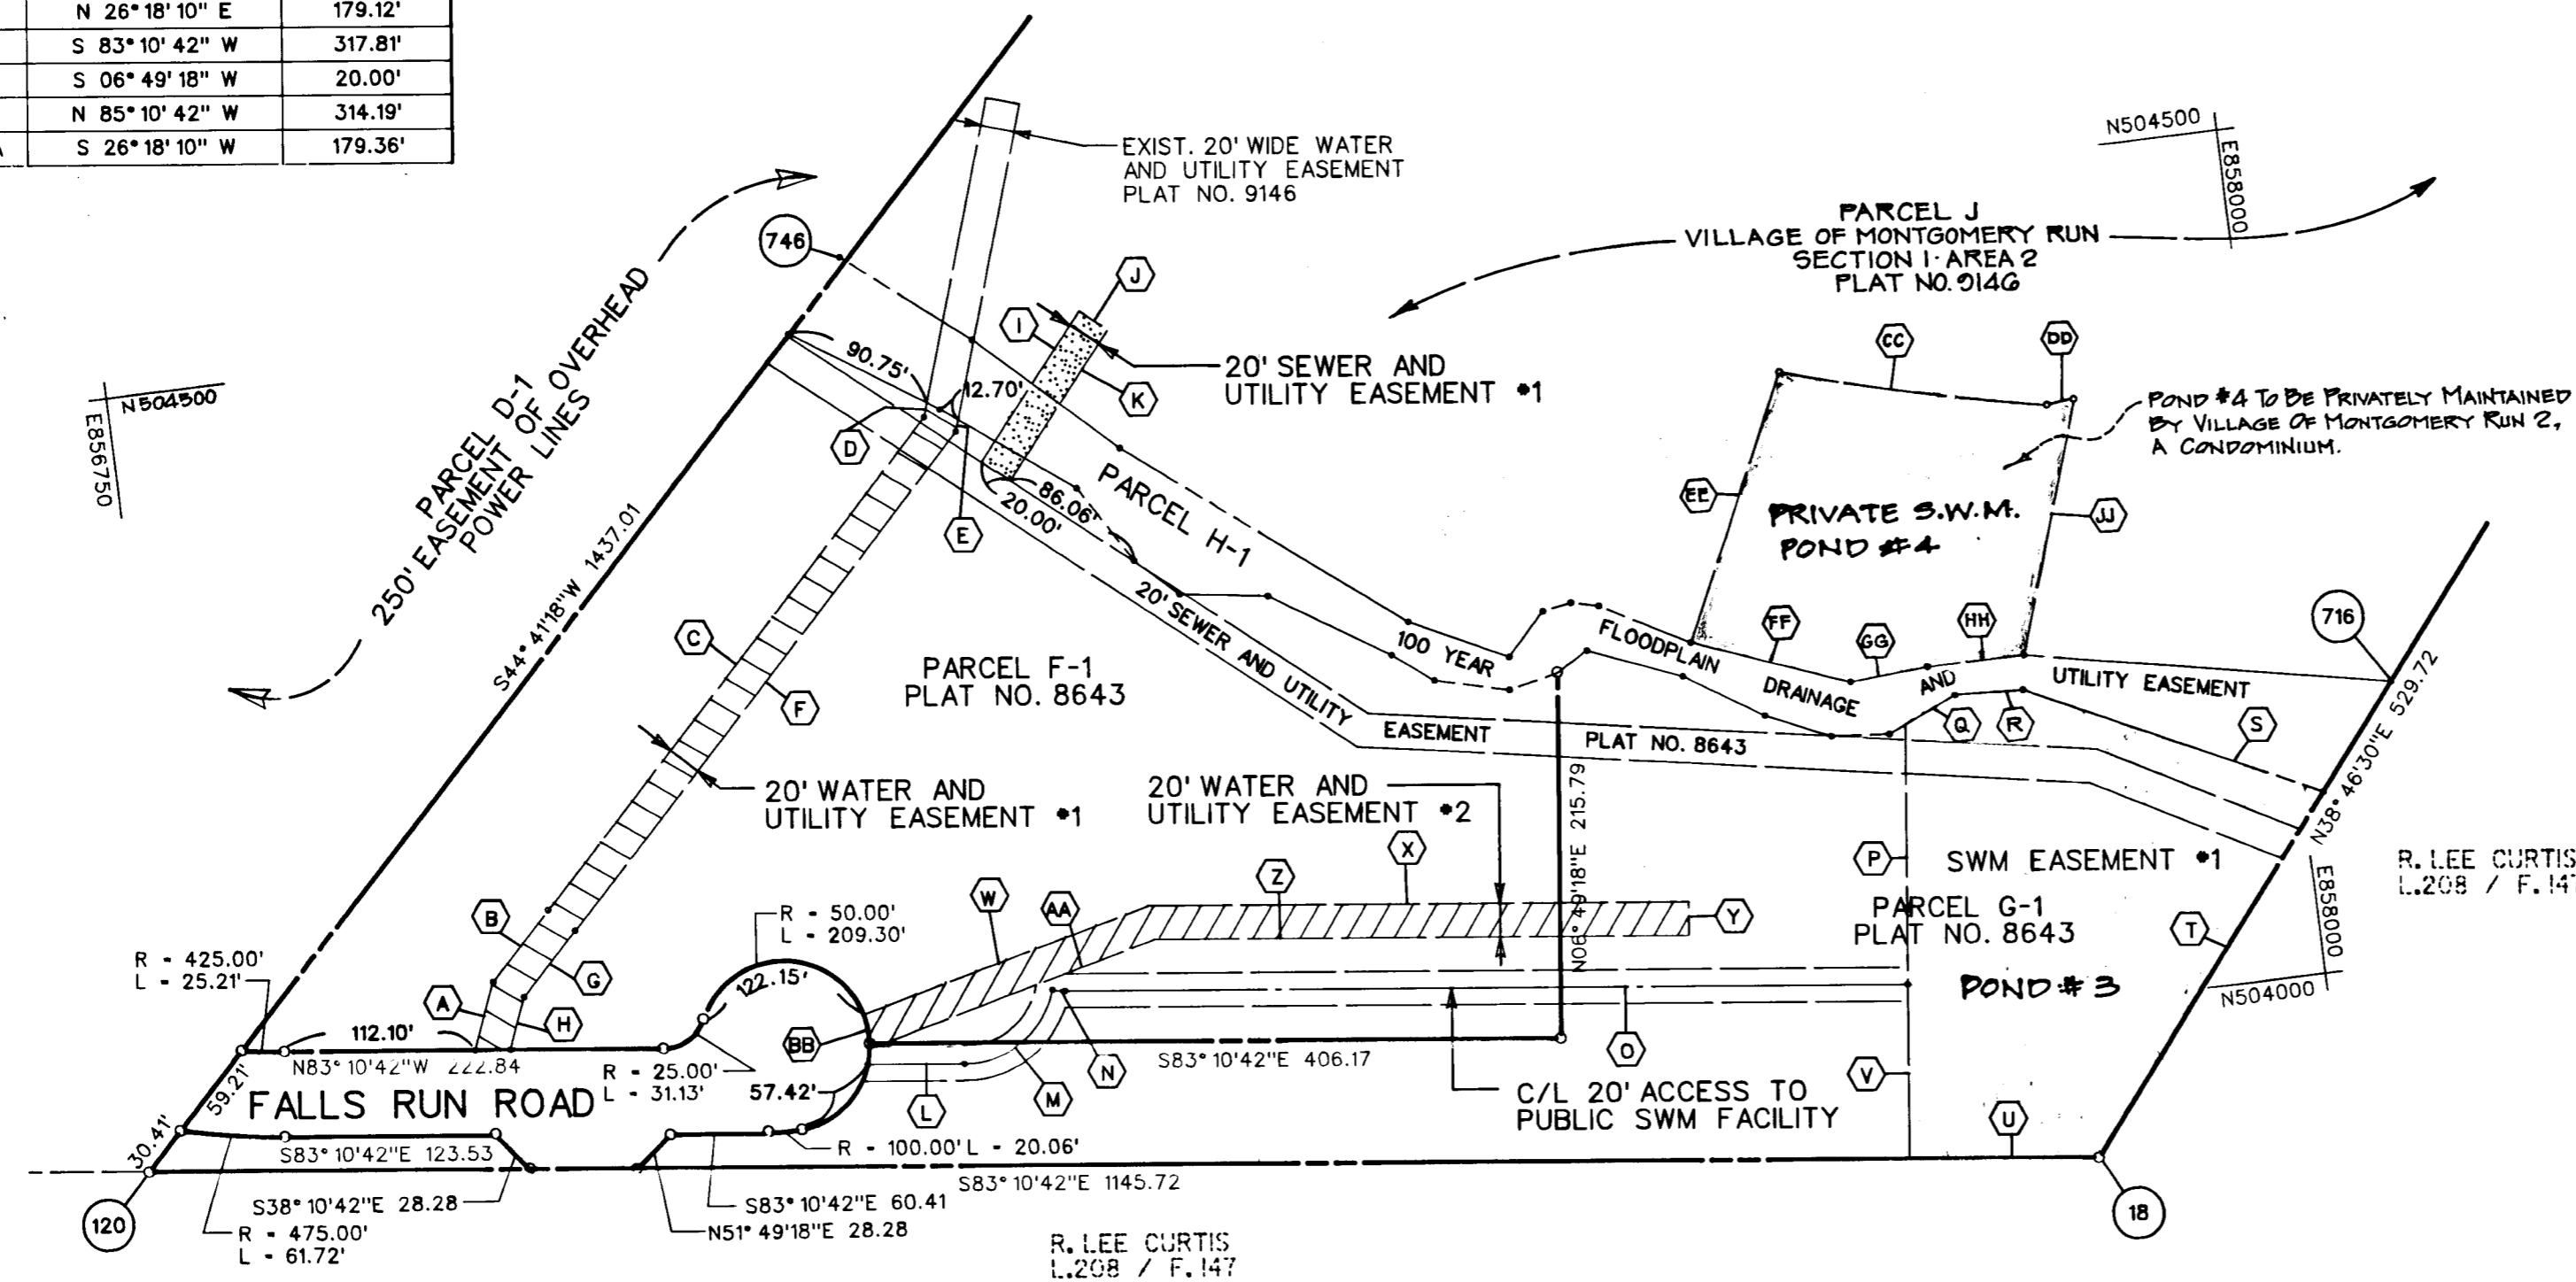 N 26° 18' 10" E 179.12'
S 83° 10' 42" W 317.81'
S 06° 49' 18" W 20.00'
N 85° 10' 42" W 314.19'
S 26° 18' 10" W 179.36'
EXIST. 20' WIDE WATER
AND UTILITY EASEMENT
PLAT NO. 9146
N504500
E858000
PARCEL J
VILLAGE OF MONTGOMERY RUN
SECTION 1·AREA 2
PLAT NO. 9146
746
J
I
K
20' SEWER AND
UTILITY EASEMENT #1
CC
DD
POND #4 TO BE PRIVATELY MAINTAINED
BY VILLAGE OF MONTGOMERY RUN 2,
A CONDOMINIUM.
N504500
E856750
PARCEL D-1
250' EASEMENT OF OVERHEAD
POWER LINES
S44° 41'18"W 1437.01
90.75'
12.70'
D
E
20.00'
86.06'
PARCEL H-1
EE
PRIVATE S.W.M.
POND #4
JJ
716
C
F
PARCEL F-1
PLAT NO. 8643
20' SEWER AND UTILITY
EASEMENT
PLAT NO. 8643
100 YEAR
FLOODPLAIN
DRAINAGE
AND
UTILITY EASEMENT
FF
GG
HH
Q
R
S
N38° 46'30"E 529.72
20' WATER AND
UTILITY EASEMENT #1
20' WATER AND
UTILITY EASEMENT #2
N06° 49'18"E 215.79
P
SWM EASEMENT #1
PARCEL G-1
PLAT NO. 8643
POND #3
T
E858000
N504000
R. LEE CURTIS
L.208 / F. 147
B
G
A
H
R - 425.00'
L - 25.21'
R - 50.00'
L - 209.30'
122.15'
W
AA
Z
X
Y
BB
112.10'
N83° 10'42"W 222.84
R - 25.00'
L - 31.13'
57.42'
59.21'
FALLS RUN ROAD
30.41'
S83° 10'42"E 123.53
L
M
N
S83° 10'42"E 406.17
O
C/L 20' ACCESS TO
PUBLIC SWM FACILITY
V
U
R - 100.00' L - 20.06'
S83° 10'42"E 1145.72
S38° 10'42"E 28.28
S83° 10'42"E 60.41
N51° 49'18"E 28.28
R - 475.00'
L - 61.72'
120
18
R. LEE CURTIS
L.208 / F. 147